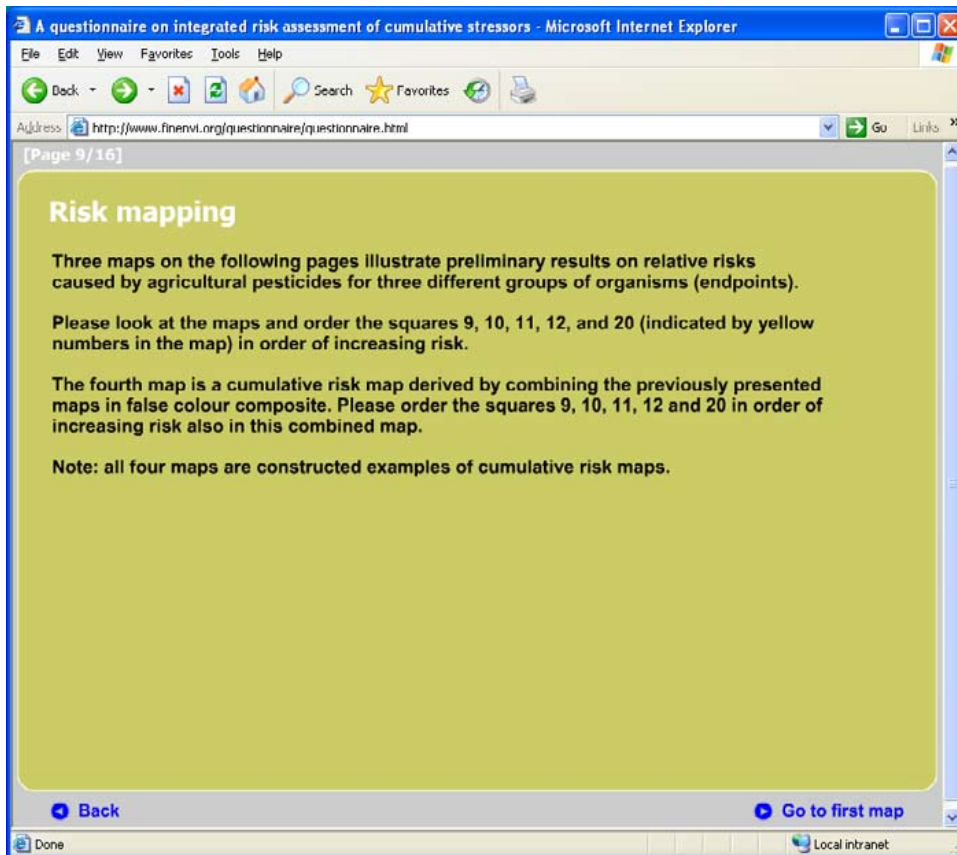 A questionnaire on integrated risk assessment of cumulative stressors - Microsoft Internet Explorer
File Edit View Favorites Tools Help
Back Search Favorites
Address http://www.finenvi.org/questionnaire/questionnaire.html Go Links »
[Page 9/16]
Risk mapping
Three maps on the following pages illustrate preliminary results on relative risks
caused by agricultural pesticides for three different groups of organisms (endpoints).
Please look at the maps and order the squares 9, 10, 11, 12, and 20 (indicated by yellow
numbers in the map) in order of increasing risk.
The fourth map is a cumulative risk map derived by combining the previously presented
maps in false colour composite. Please order the squares 9, 10, 11, 12 and 20 in order of
increasing risk also in this combined map.
Note: all four maps are constructed examples of cumulative risk maps.
Back Go to first map
Done Local intranet